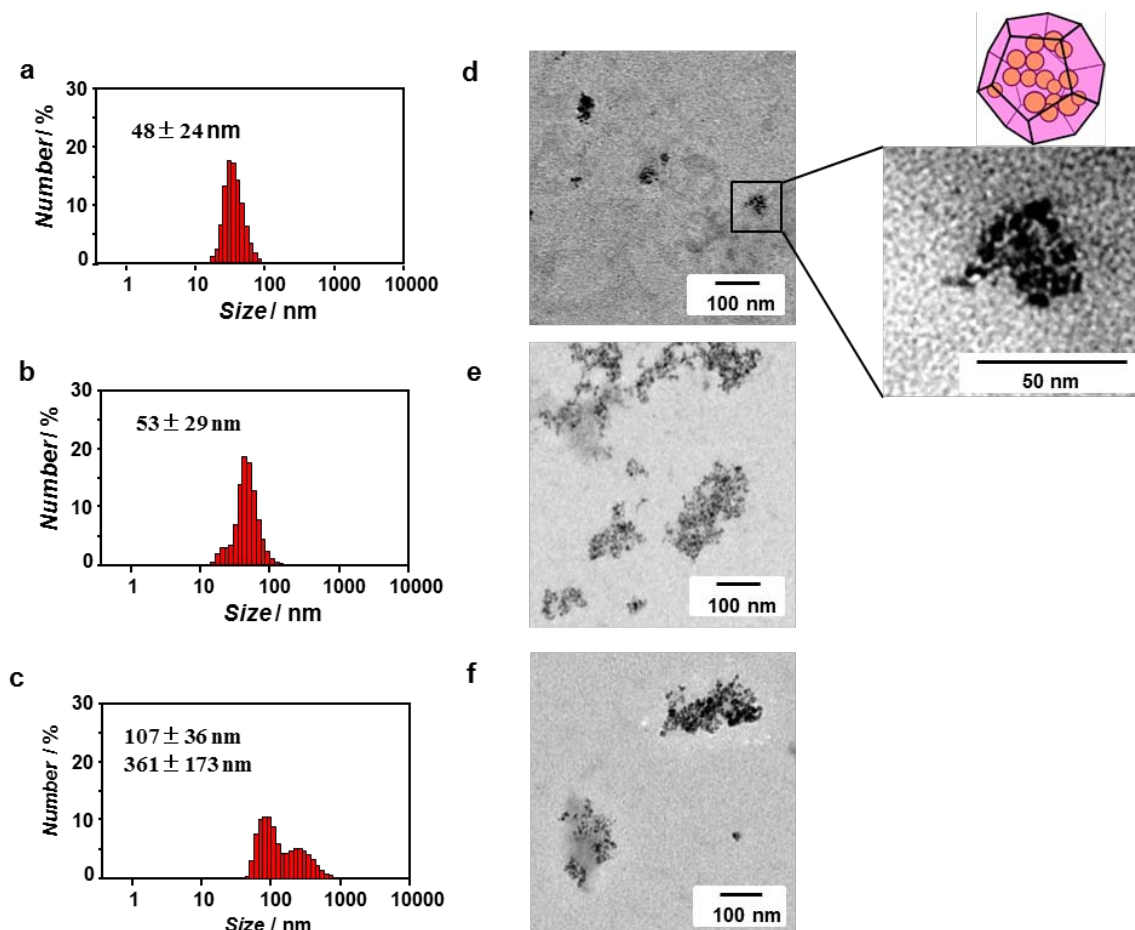 a
Number / %
30
20
10
0
48 ± 24 nm
1 10 100 1000 10000
Size / nm
d
100 nm
50 nm
b
Number / %
30
20
10
0
53 ± 29 nm
1 10 100 1000 10000
Size / nm
e
100 nm
c
Number / %
30
20
10
0
107 ± 36 nm
361 ± 173 nm
1 10 100 1000 10000
Size / nm
f
100 nm